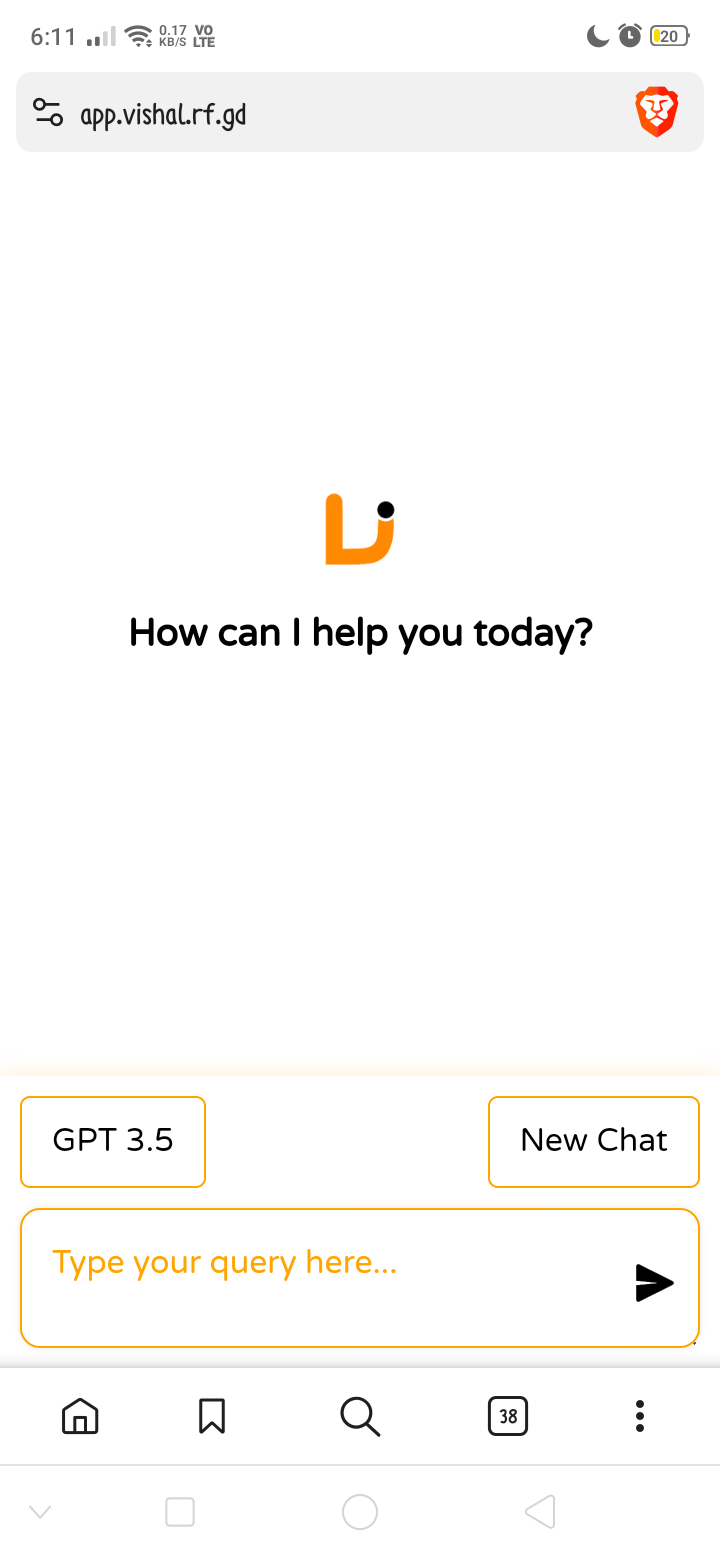 6:11 0.17 KB/S VO LTE 20
app.vishal.rf.gd
How can I help you today?
GPT 3.5
New Chat
Type your query here...
38